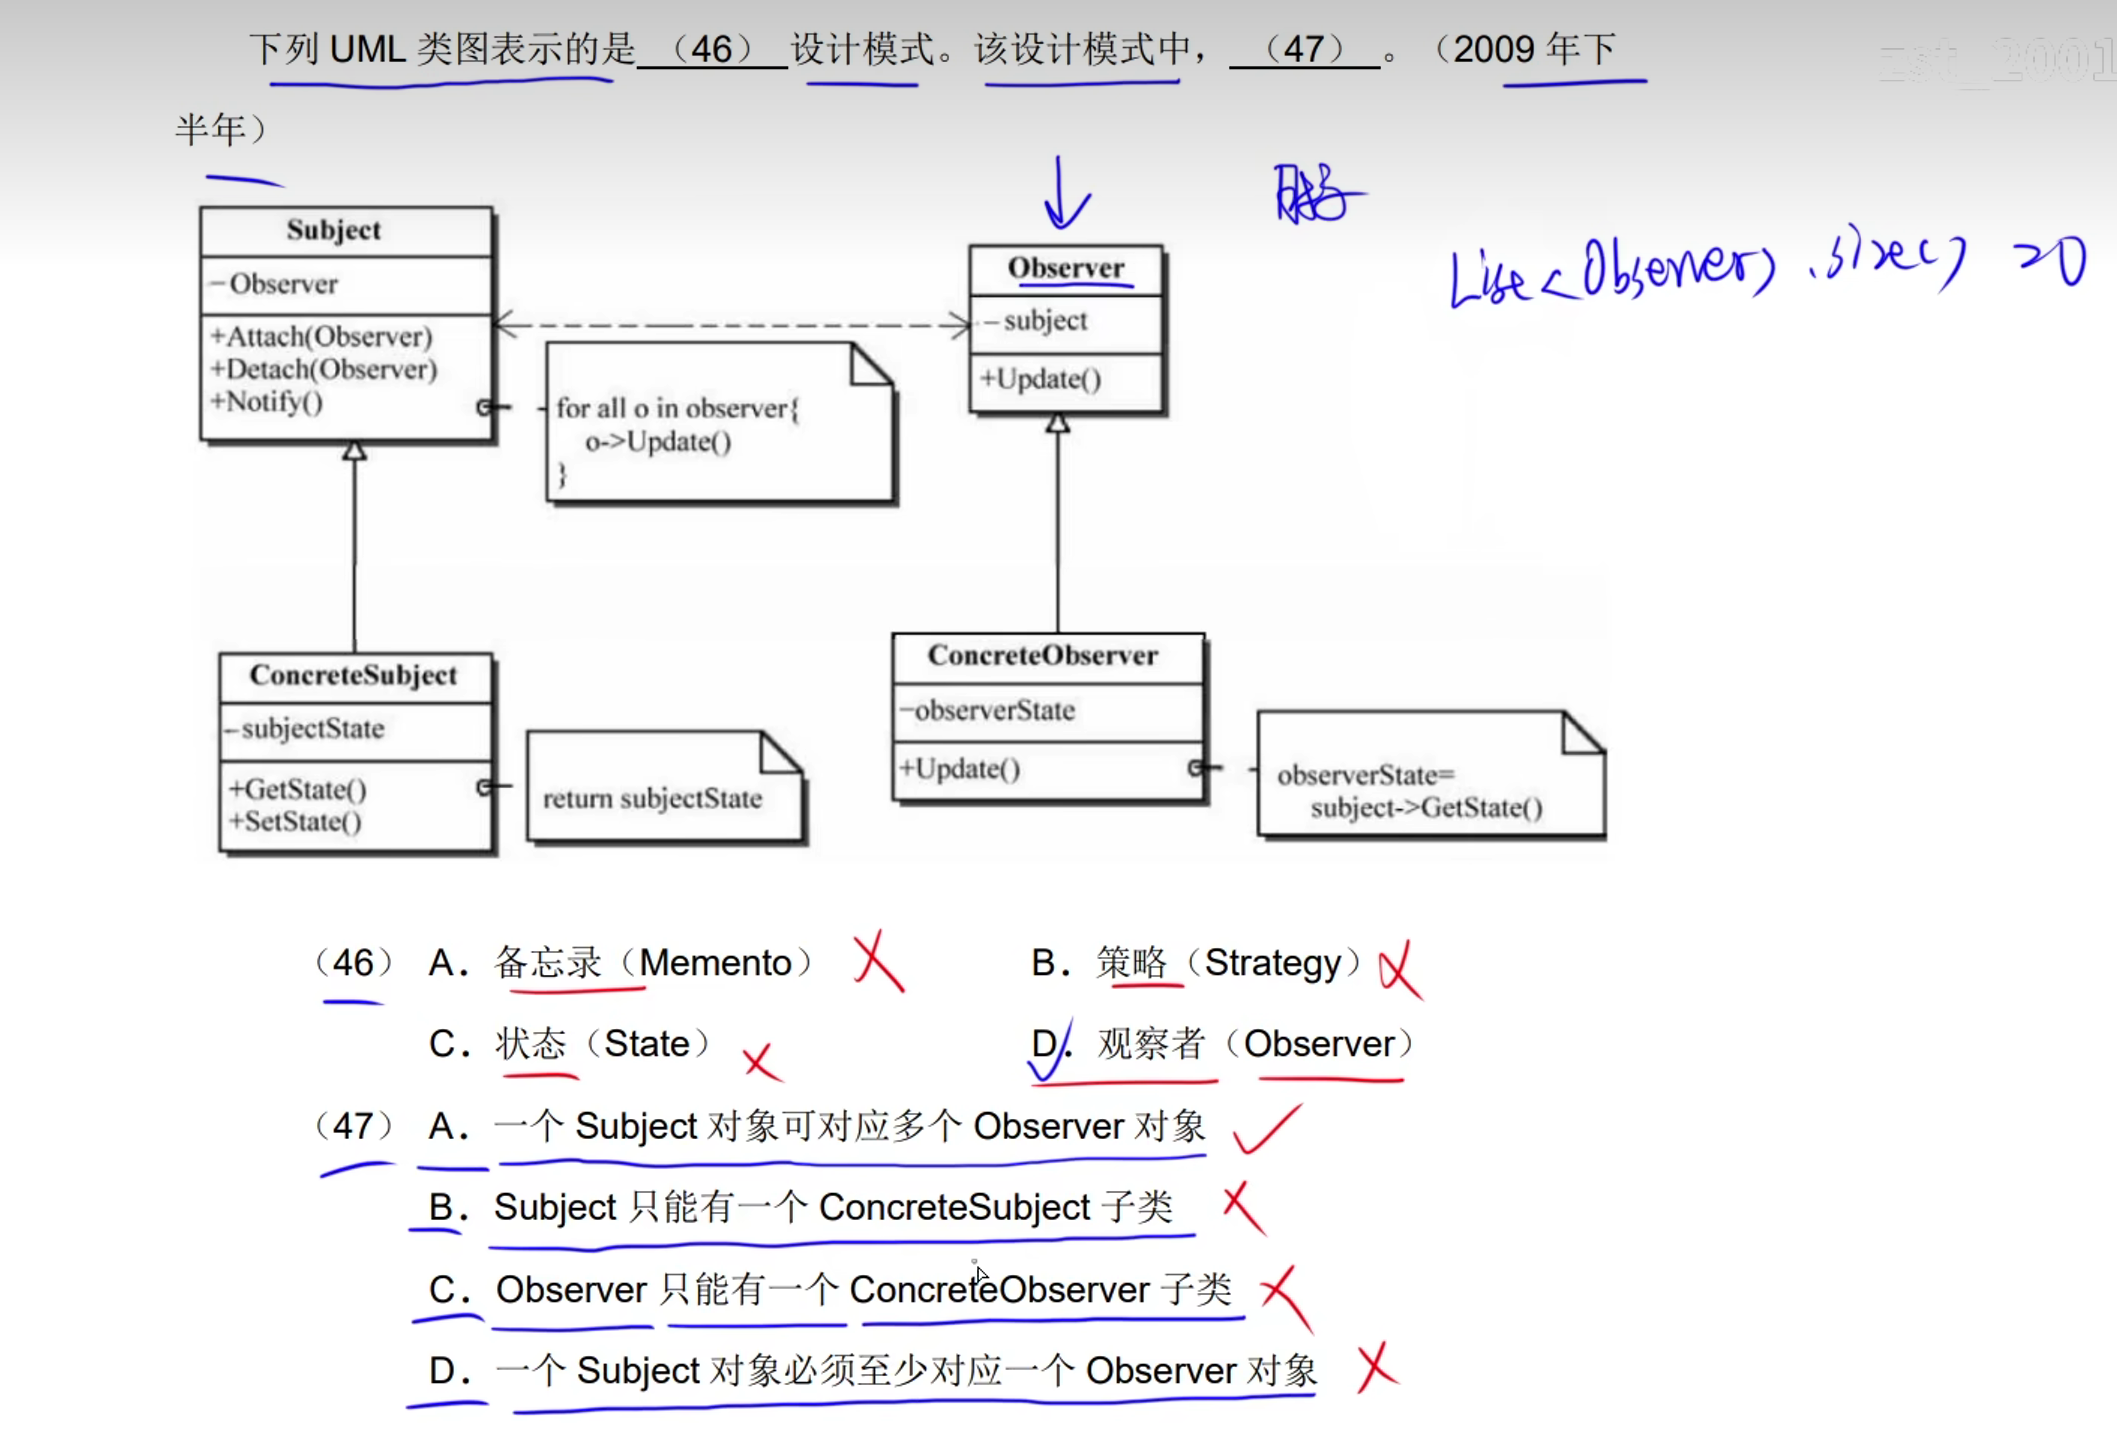 下列 UML 类图表示的是 （46） 设计模式。该设计模式中， （47） 。（2009 年下
半年）
zst_2001
Subject
-Observer
+Attach(Observer)
+Detach(Observer)
+Notify()
for all o in observer{
o->Update()
}
Observer
-subject
+Update()
List<Observer>.size() >0
ConcreteSubject
-subjectState
+GetState()
+SetState()
return subjectState
ConcreteObserver
-observerState
+Update()
observerState=
subject->GetState()
（46） A．备忘录（Memento） B．策略（Strategy）
C．状态（State） D．观察者（Observer）
（47） A．一个 Subject 对象可对应多个 Observer 对象
B．Subject 只能有一个 ConcreteSubject 子类
C．Observer 只能有一个 ConcreteObserver 子类
D．一个 Subject 对象必须至少对应一个 Observer 对象